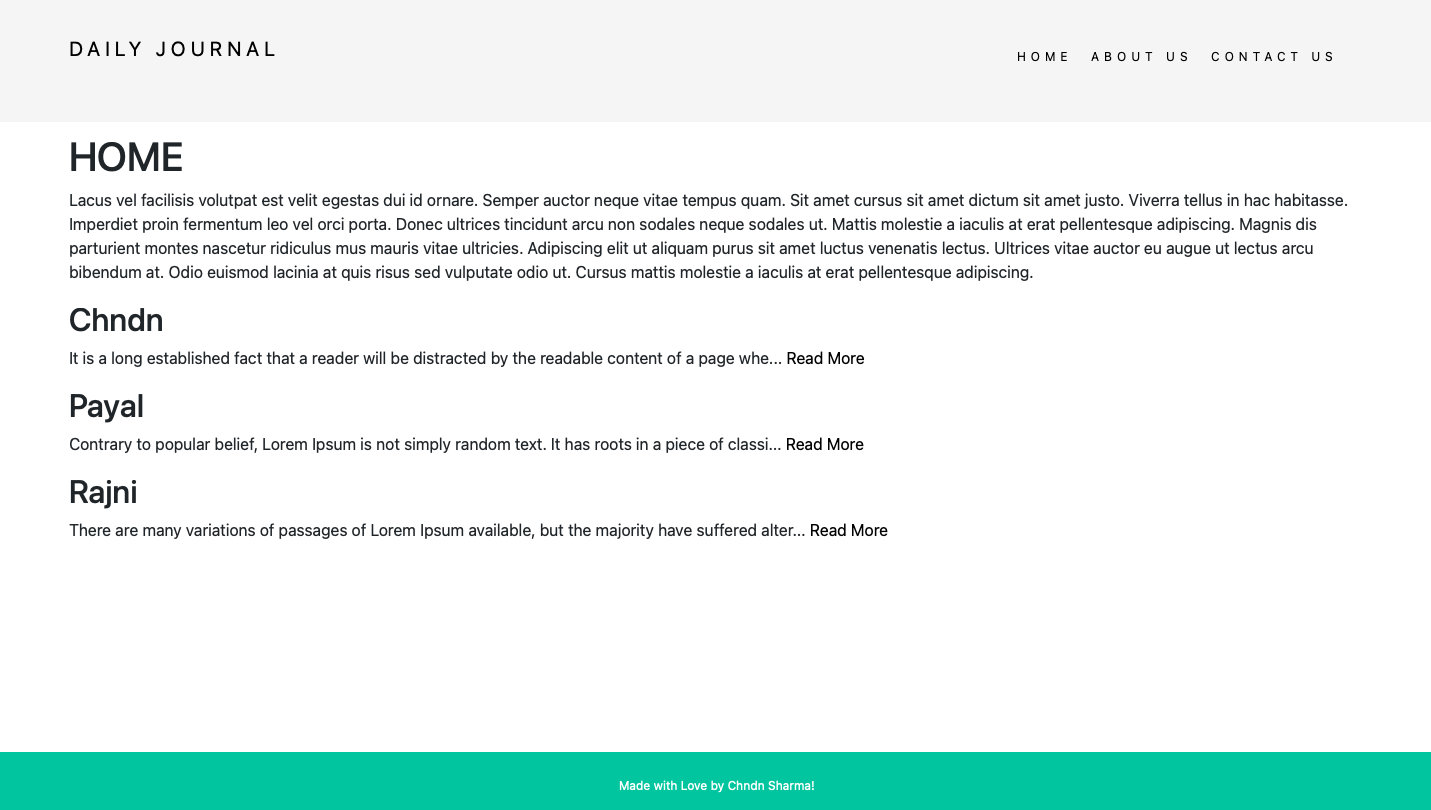 DAILY JOURNAL
HOME ABOUT US CONTACT US
HOME
Lacus vel facilisis volutpat est velit egestas dui id ornare. Semper auctor neque vitae tempus quam. Sit amet cursus sit amet dictum sit amet justo. Viverra tellus in hac habitasse.
Imperdiet proin fermentum leo vel orci porta. Donec ultrices tincidunt arcu non sodales neque sodales ut. Mattis molestie a iaculis at erat pellentesque adipiscing. Magnis dis
parturient montes nascetur ridiculus mus mauris vitae ultricies. Adipiscing elit ut aliquam purus sit amet luctus venenatis lectus. Ultrices vitae auctor eu augue ut lectus arcu
bibendum at. Odio euismod lacinia at quis risus sed vulputate odio ut. Cursus mattis molestie a iaculis at erat pellentesque adipiscing.
Chndn
It is a long established fact that a reader will be distracted by the readable content of a page whe... Read More
Payal
Contrary to popular belief, Lorem Ipsum is not simply random text. It has roots in a piece of classi... Read More
Rajni
There are many variations of passages of Lorem Ipsum available, but the majority have suffered alter... Read More
Made with Love by Chndn Sharma!